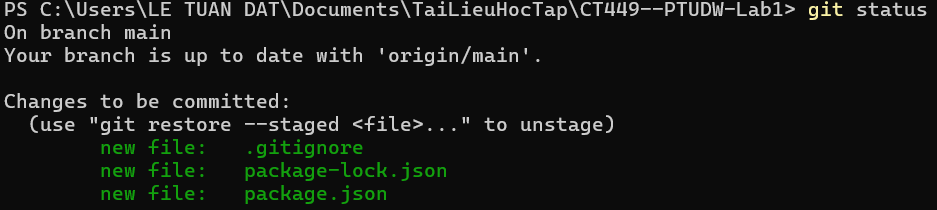 PS C:\Users\LE TUAN DAT\Documents\TaiLieuHocTap\CT449--PTUDW-Lab1> git status
On branch main
Your branch is up to date with 'origin/main'.
Changes to be committed:
(use "git restore --staged <file>..." to unstage)
new file: .gitignore
new file: package-lock.json
new file: package.json